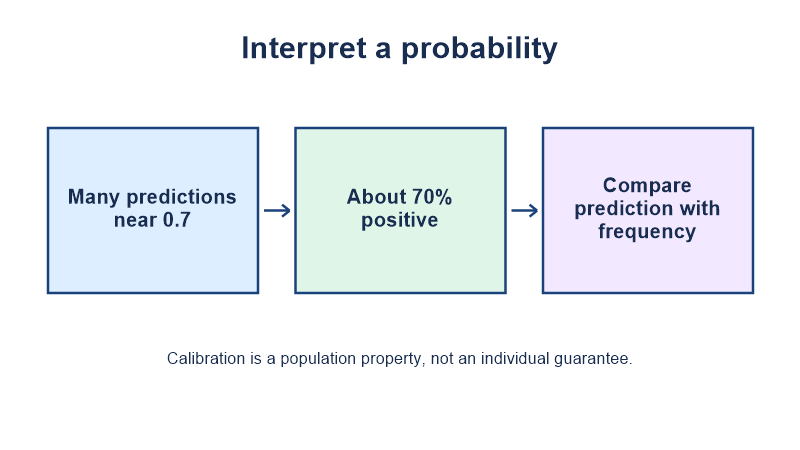 Interpret a probability
Many predictions
near 0.7
About 70%
positive
Compare
prediction with
frequency
Calibration is a population property, not an individual guarantee.